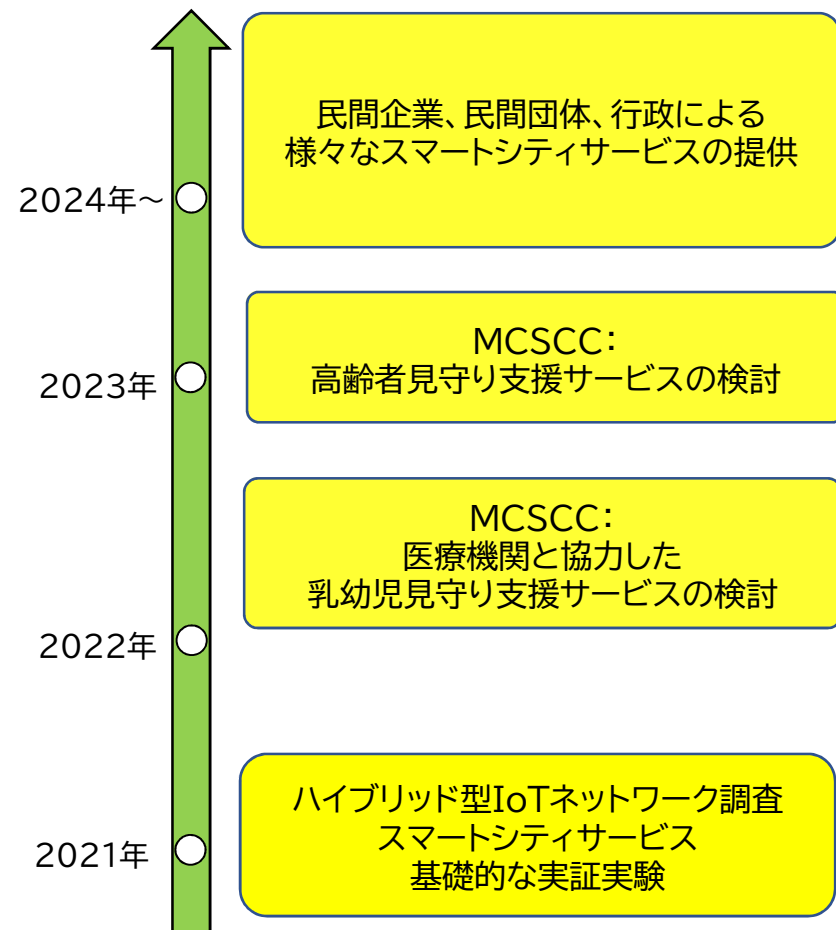 民間企業、民間団体、行政による
様々なスマートシティサービスの提供
2024年～
MCSCC：
高齢者見守り支援サービスの検討
2023年
MCSCC：
医療機関と協力した
乳幼児見守り支援サービスの検討
2022年
ハイブリッド型IoTネットワーク調査
スマートシティサービス
基礎的な実証実験
2021年